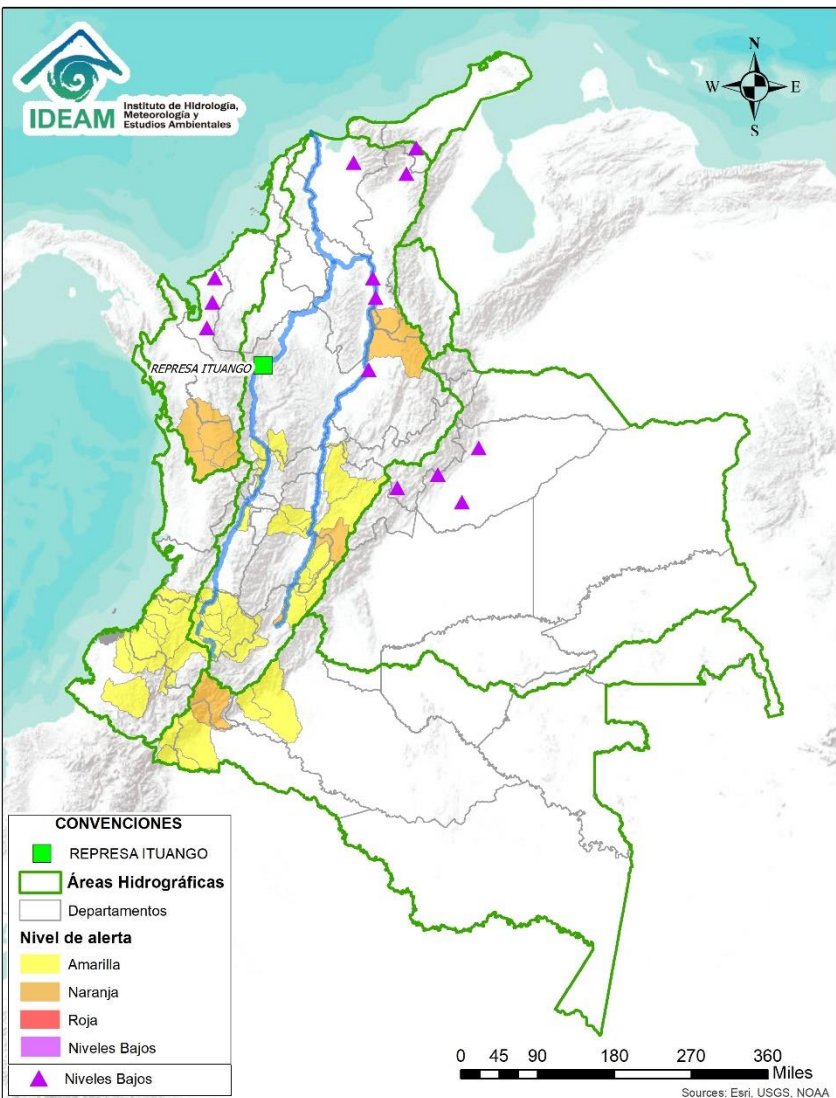 IDEAM
Instituto de Hidrología,
Meteorología y
Estudios Ambientales
N
W
E
S
REPRESA ITUANGO
CONVENCIONES
REPRESA ITUANGO
Áreas Hidrográficas
Departamentos
Nivel de alerta
Amarilla
Naranja
Roja
Niveles Bajos
Niveles Bajos
0 45 90 180 270 360
Miles
Sources: Esri, USGS, NOAA